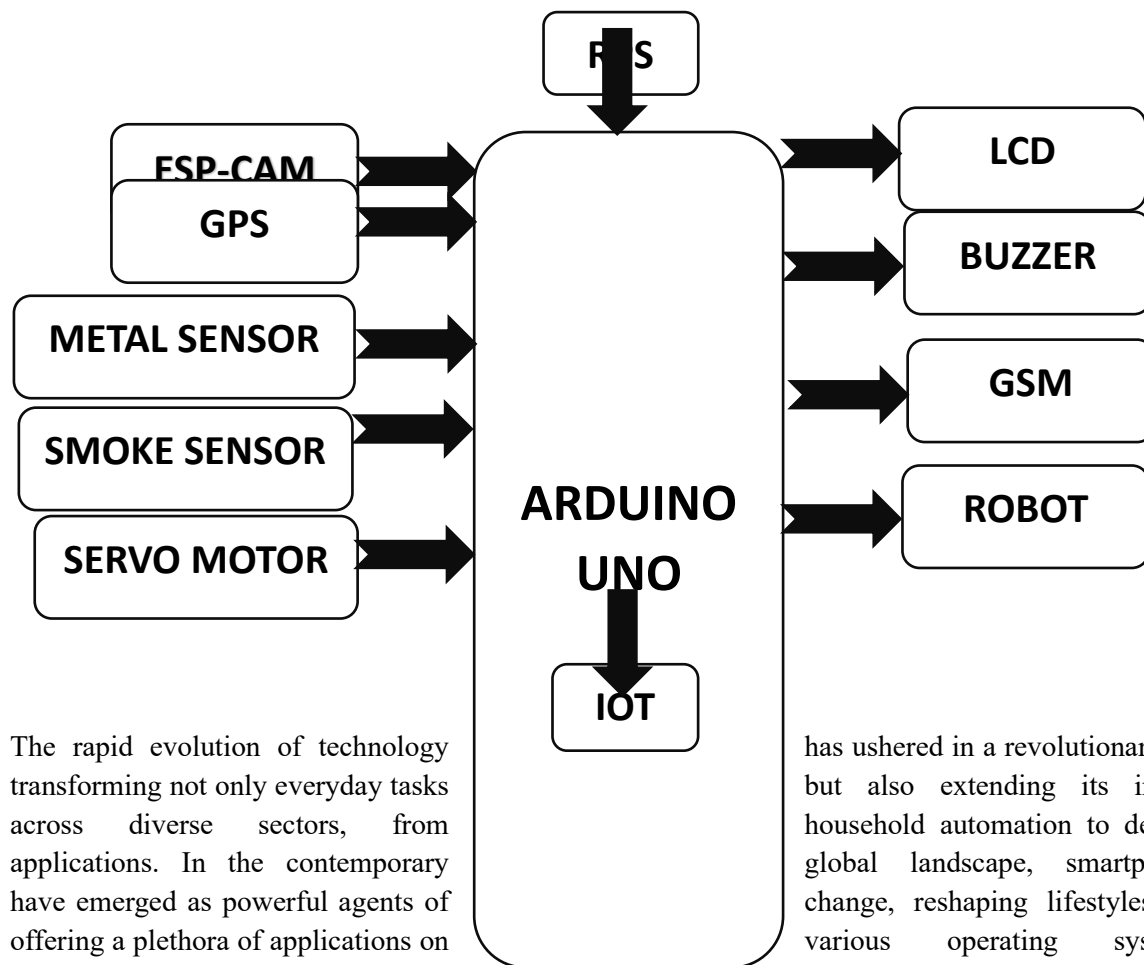 ESP-CAM
GPS
METAL SENSOR
SMOKE SENSOR
SERVO MOTOR
ARDUINO
UNO
IOT
LCD
BUZZER
GSM
ROBOT
The rapid evolution of technology has ushered in a revolutionar
transforming not only everyday tasks but also extending its
across diverse sectors, from household automation to de
applications. In the contemporary global landscape, smartp
have emerged as powerful agents of change, reshaping lifestyles
offering a plethora of applications on various operating sys